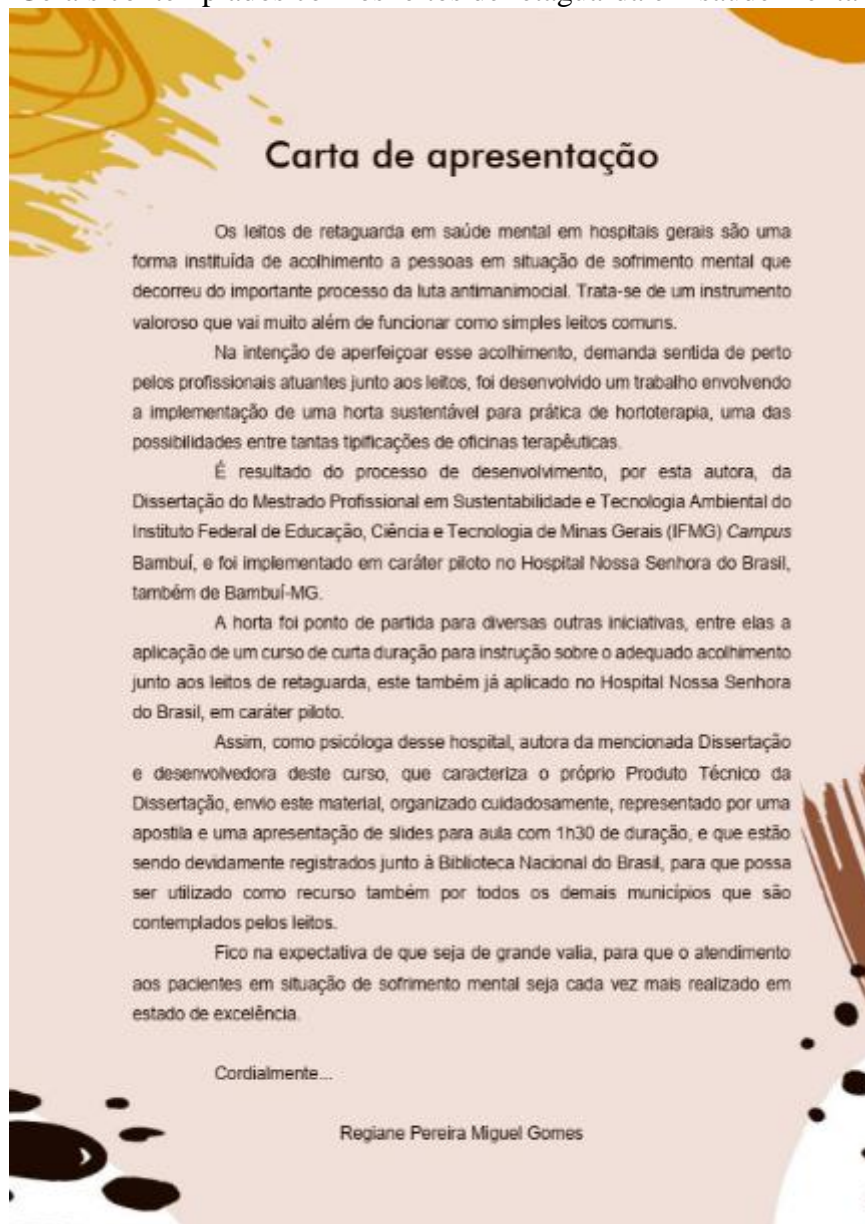 Carta de apresentação
Os leitos de retaguarda em saúde mental em hospitais gerais são uma
forma instituída de acolhimento a pessoas em situação de sofrimento mental que
decorreu do importante processo da luta antimanimocial. Trata-se de um instrumento
valoroso que vai muito além de funcionar como simples leitos comuns.
Na intenção de aperfeiçoar esse acolhimento, demanda sentida de perto
pelos profissionais atuantes junto aos leitos, foi desenvolvido um trabalho envolvendo
a implementação de uma horta sustentável para prática de hortoterapia, uma das
possibilidades entre tantas tipificações de oficinas terapêuticas.
É resultado do processo de desenvolvimento, por esta autora, da
Dissertação do Mestrado Profissional em Sustentabilidade e Tecnologia Ambiental do
Instituto Federal de Educação, Ciência e Tecnologia de Minas Gerais (IFMG) Campus
Bambuí, e foi implementado em caráter piloto no Hospital Nossa Senhora do Brasil,
também de Bambuí-MG.
A horta foi ponto de partida para diversas outras iniciativas, entre elas a
aplicação de um curso de curta duração para instrução sobre o adequado acolhimento
junto aos leitos de retaguarda, este também já aplicado no Hospital Nossa Senhora
do Brasil, em caráter piloto.
Assim, como psicóloga desse hospital, autora da mencionada Dissertação
e desenvolvedora deste curso, que caracteriza o próprio Produto Técnico da
Dissertação, envio este material, organizado cuidadosamente, representado por uma
apostila e uma apresentação de slides para aula com 1h30 de duração, e que estão
sendo devidamente registrados junto à Biblioteca Nacional do Brasil, para que possa
ser utilizado como recurso também por todos os demais municípios que são
contemplados pelos leitos.
Fico na expectativa de que seja de grande valia, para que o atendimento
aos pacientes em situação de sofrimento mental seja cada vez mais realizado em
estado de excelência.
Cordialmente...
Regiane Pereira Miguel Gomes